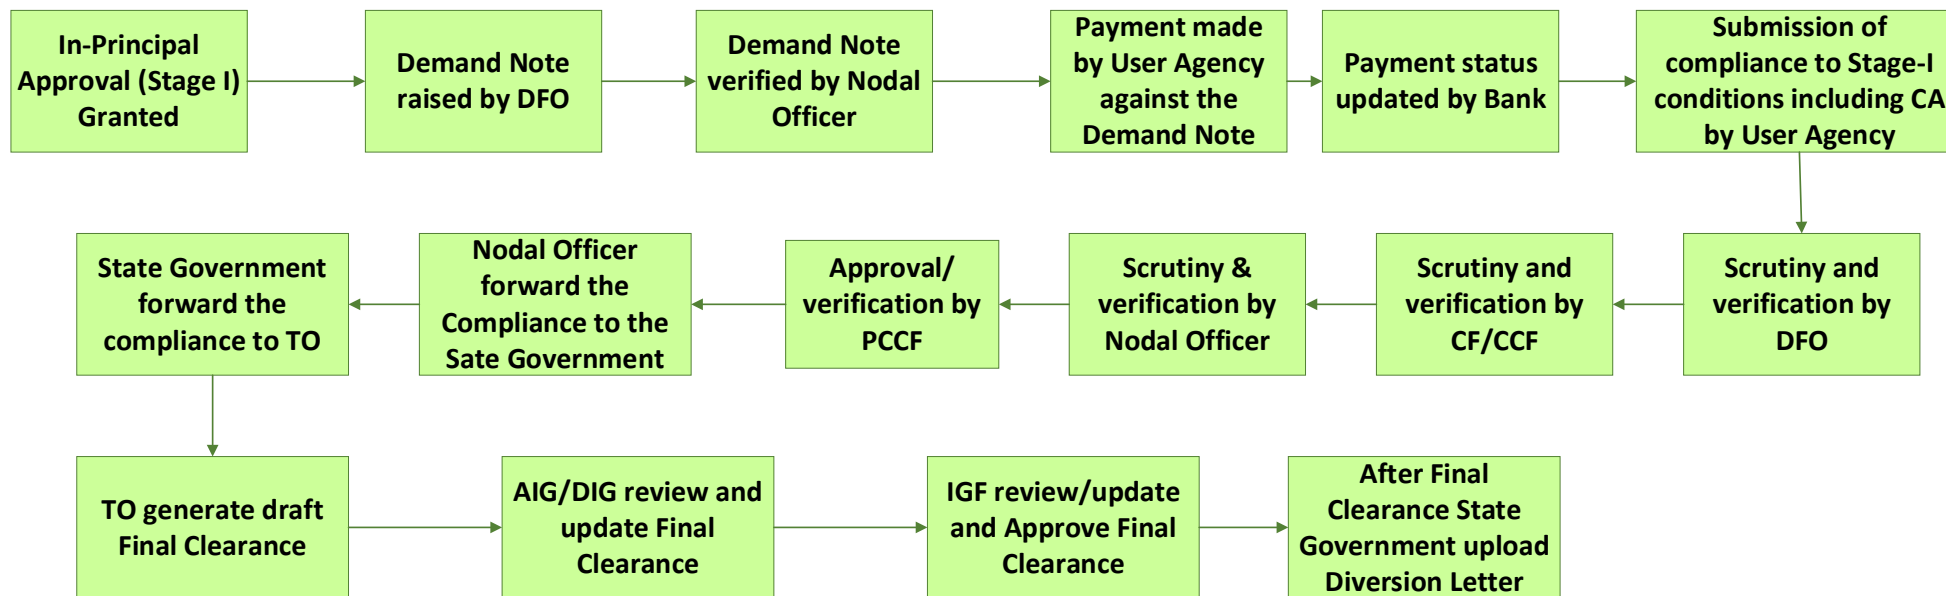 In-Principal
Approval (Stage I)
Granted
Demand Note
raised by DFO
Demand Note
verified by Nodal
Officer
Payment made
by User Agency
against the
Demand Note
Payment status
updated by Bank
Submission of
compliance to Stage-I
conditions including CA
by User Agency
Scrutiny and
verification by
DFO
Scrutiny and
verification by
CF/CCF
Scrutiny &
verification by
Nodal Officer
Approval/
verification by
PCCF
Nodal Officer
forward the
Compliance to the
Sate Government
State Government
forward the
compliance to TO
TO generate draft
Final Clearance
AIG/DIG review and
update Final
Clearance
IGF review/update
and Approve Final
Clearance
After Final
Clearance State
Government upload
Diversion Letter